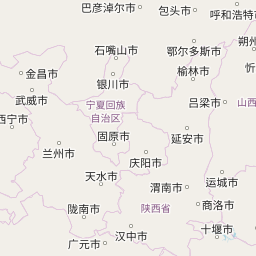 巴彦淖尔市
包头市
呼和浩特
朔州
石嘴山市
鄂尔多斯市
忻
金昌市
银川市
榆林市
武威市
宁夏回族
自治区
吕梁市
山西
西宁市
固原市
延安市
兰州市
庆阳市
天水市
渭南市
运城市
陕西省
商洛市
陇南市
汉中市
十堰市
广元市